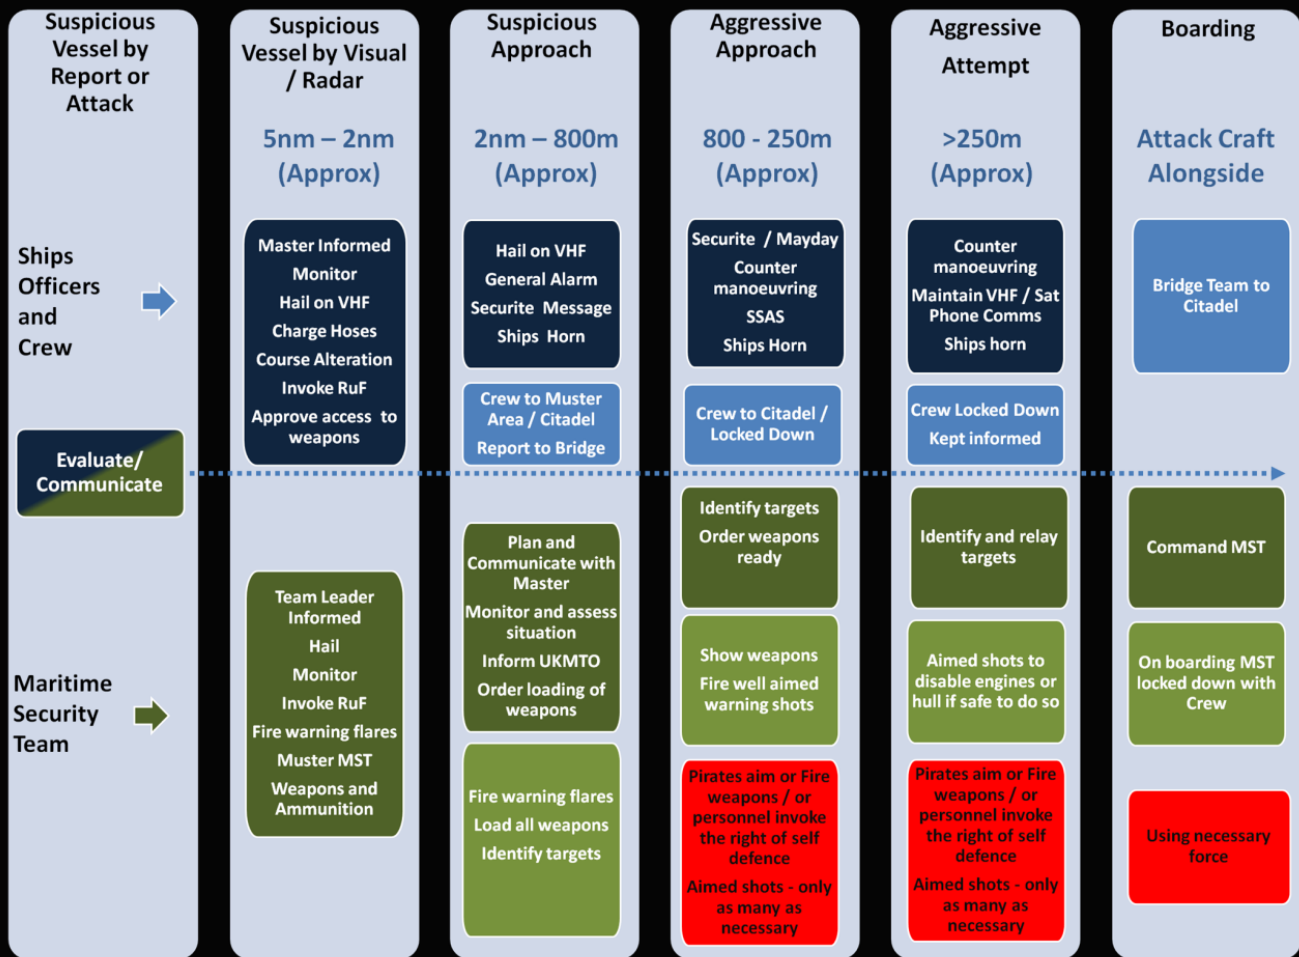 Suspicious
Vessel by
Report or
Attack
Ships
Officers
and
Crew
Evaluate/
Communicate
Maritime
Security
Team
Suspicious
Vessel by Visual
/ Radar
5nm – 2nm
(Approx)
Master Informed
Monitor
Hail on VHF
Charge Hoses
Course Alteration
Invoke RuF
Approve access to
weapons
Team Leader
Informed
Hail
Monitor
Invoke RuF
Fire warning flares
Muster MST
Weapons and
Ammunition
Suspicious
Approach
2nm – 800m
(Approx)
Hail on VHF
General Alarm
Securite Message
Ships Horn
Crew to Muster
Area / Citadel
Report to Bridge
Plan and
Communicate with
Master
Monitor and assess
situation
Inform UKMTO
Order loading of
weapons
Fire warning flares
Load all weapons
Identify targets
Aggressive
Approach
800 - 250m
(Approx)
Securite / Mayday
Counter
manoeuvring
SSAS
Ships Horn
Crew to Citadel /
Locked Down
Identify targets
Order weapons
ready
Show weapons
Fire well aimed
warning shots
Pirates aim or Fire
weapons / or
personnel invoke
the right of self
defence
Aimed shots - only
as many as
necessary
Aggressive
Attempt
>250m
(Approx)
Counter
manoeuvring
Maintain VHF / Sat
Phone Comms
Ships horn
Crew Locked Down
Kept informed
Identify and relay
targets
Aimed shots to
disable engines or
hull if safe to do so
Pirates aim or Fire
weapons / or
personnel invoke
the right of self
defence
Aimed shots - only
as many as
necessary
Boarding
Attack Craft
Alongside
Bridge Team to
Citadel
Command MST
On boarding MST
locked down with
Crew
Using necessary
force